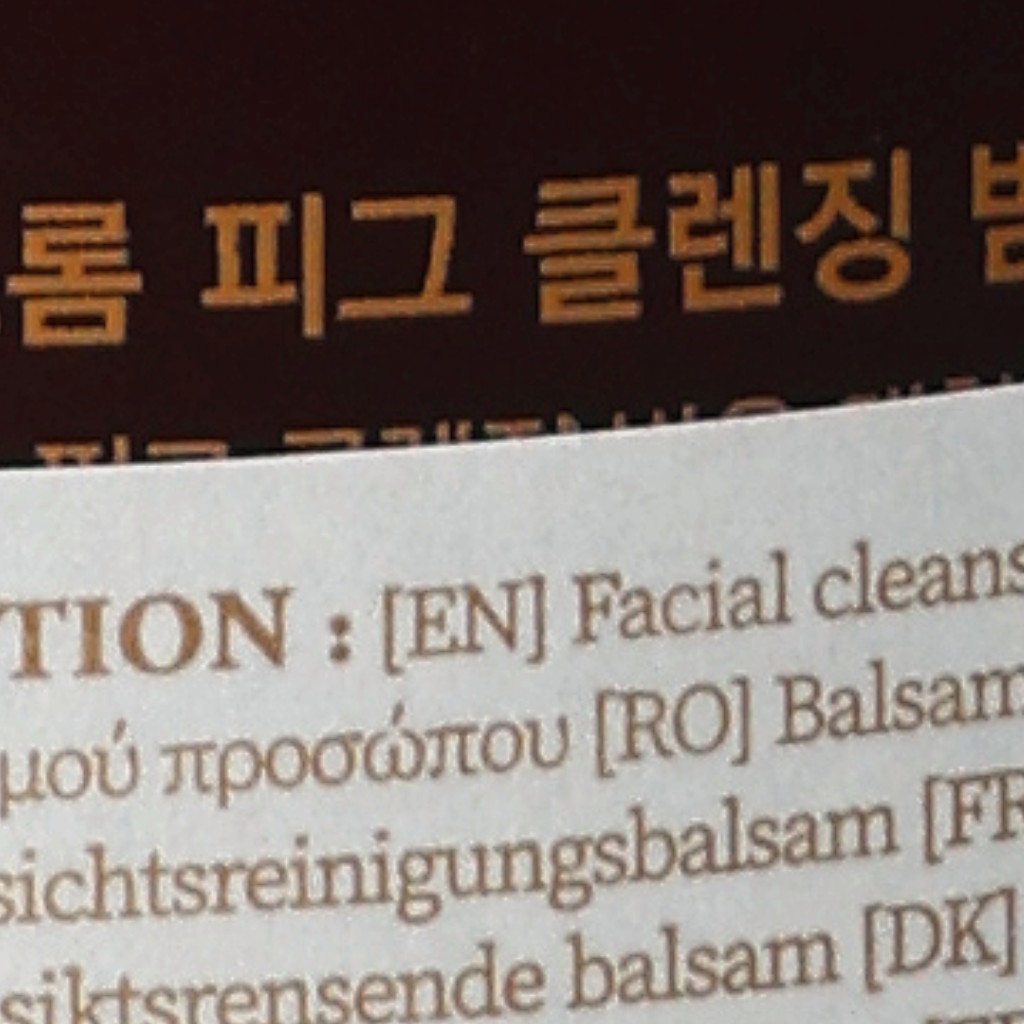 롬 피그 클렌징
TION : [EN] Facial cleans
μού προσώπου [RO] Balsam
sichtsreinigungsbalsam [FR
siktsrensende balsam [DK]